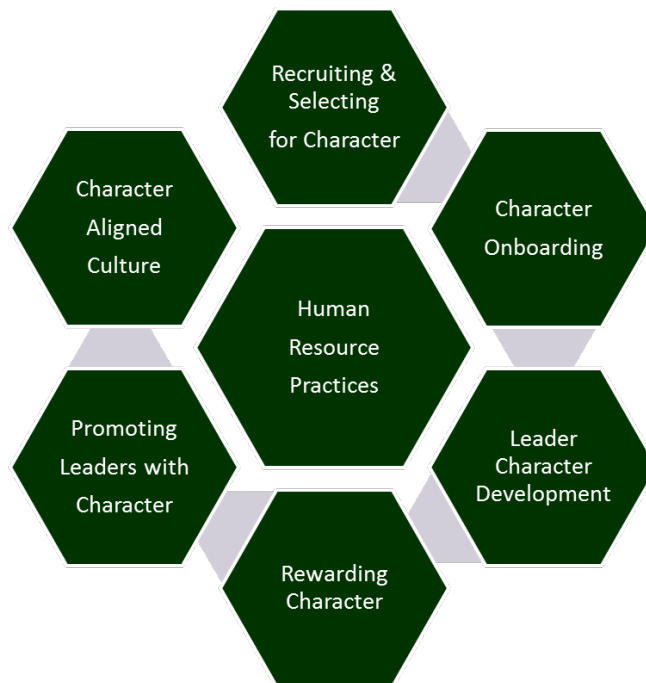 Recruiting &
Selecting
for Character
Character
Onboarding
Leader
Character
Development
Rewarding
Character
Promoting
Leaders with
Character
Character
Aligned
Culture
Human
Resource
Practices